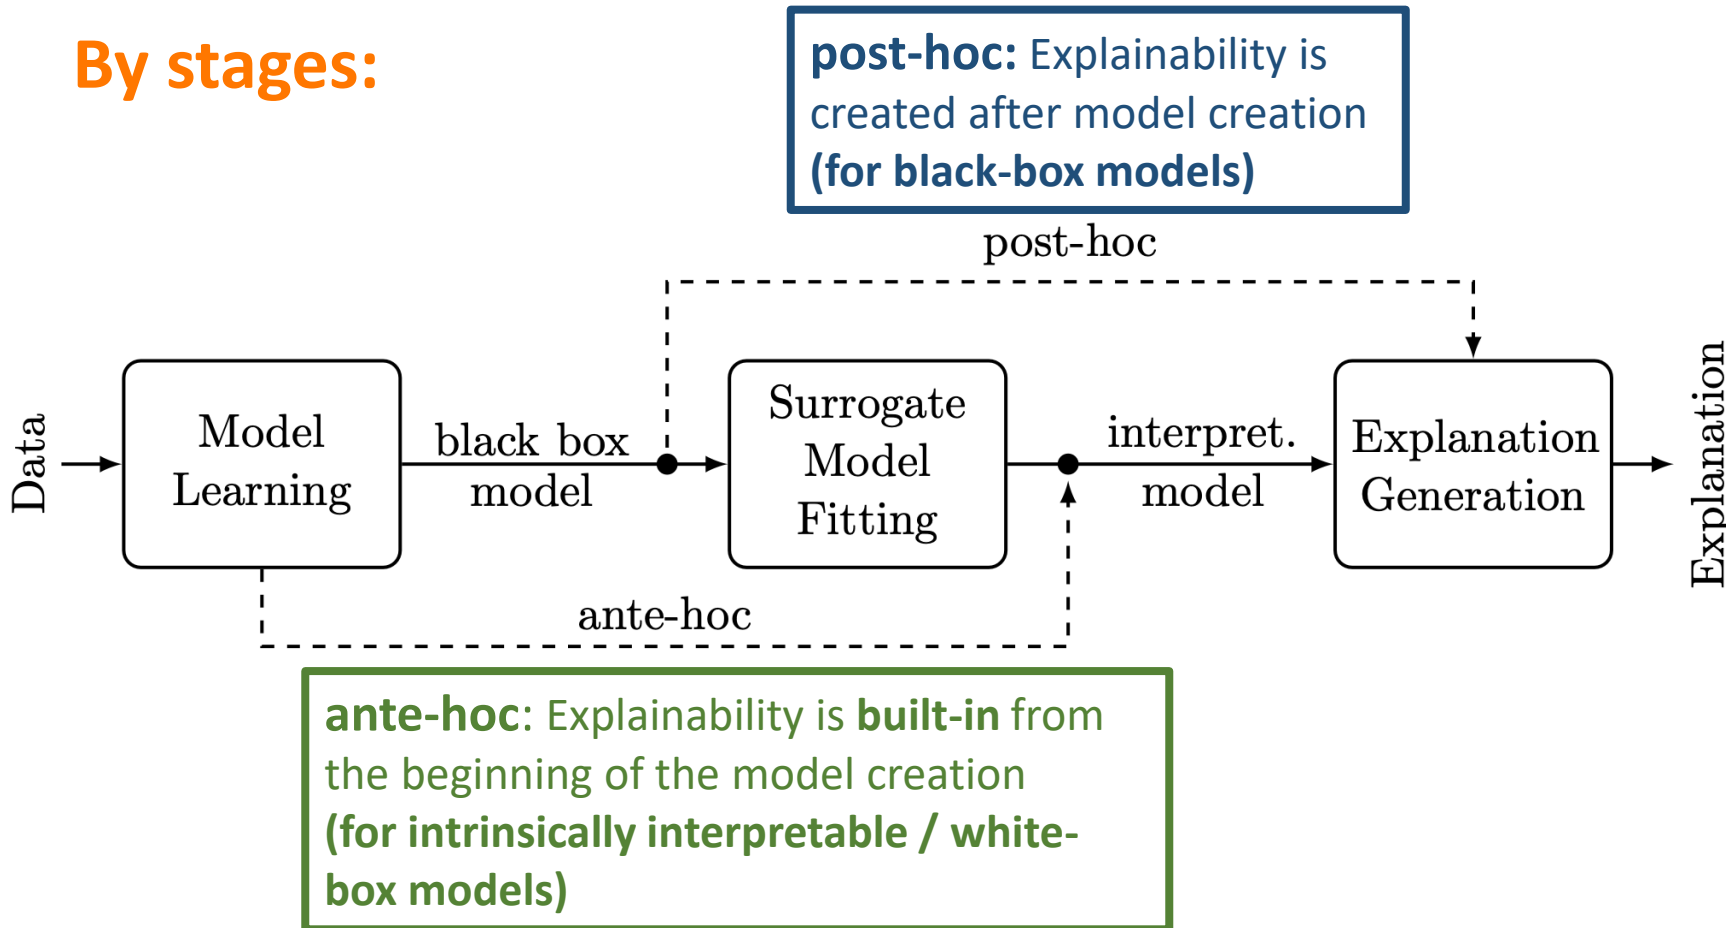 By stages:
post-hoc: Explainability is
created after model creation
(for black-box models)
post-hoc
Data
Model
Learning
black box
model
Surrogate
Model
Fitting
interpret.
model
Explanation
Generation
Explanation
ante-hoc
ante-hoc: Explainability is built-in from
the beginning of the model creation
(for intrinsically interpretable / white-
box models)